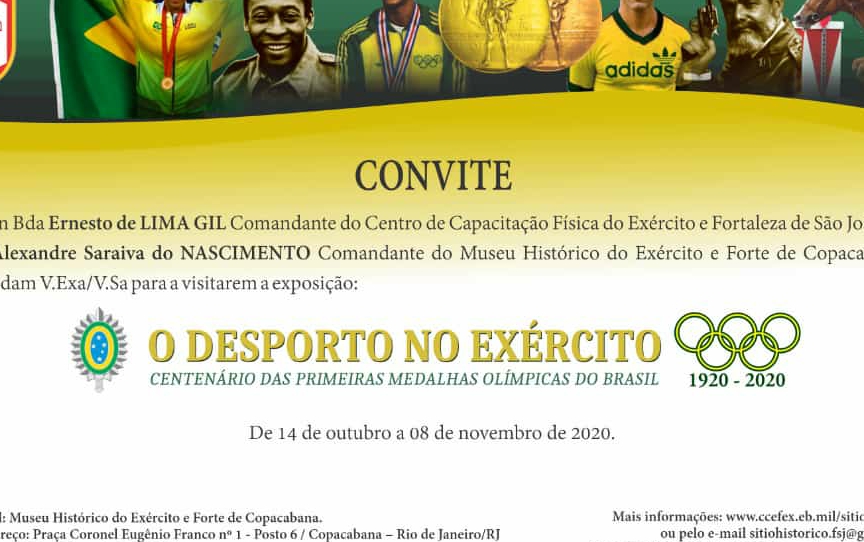 adidas
CONVITE
n Bda Ernesto de LIMA GIL Comandante do Centro de Capacitação Física do Exército e Fortaleza de São Jo
Alexandre Saraiva do NASCIMENTO Comandante do Museu Histórico do Exército e Forte de Copaca
dam V.Exa/V.Sa para a visitarem a exposição:
O DESPORTO NO EXÉRCITO
CENTENÁRIO DAS PRIMEIRAS MEDALHAS OLÍMPICAS DO BRASIL
1920 - 2020
De 14 de outubro a 08 de novembro de 2020.
l: Museu Histórico do Exército e Forte de Copacabana.
reço: Praça Coronel Eugênio Franco nº 1 - Posto 6 / Copacabana – Rio de Janeiro/RJ
Mais informações: www.ccefex.eb.mil/sitio
ou pelo e-mail sitiohistorico.fsj@g